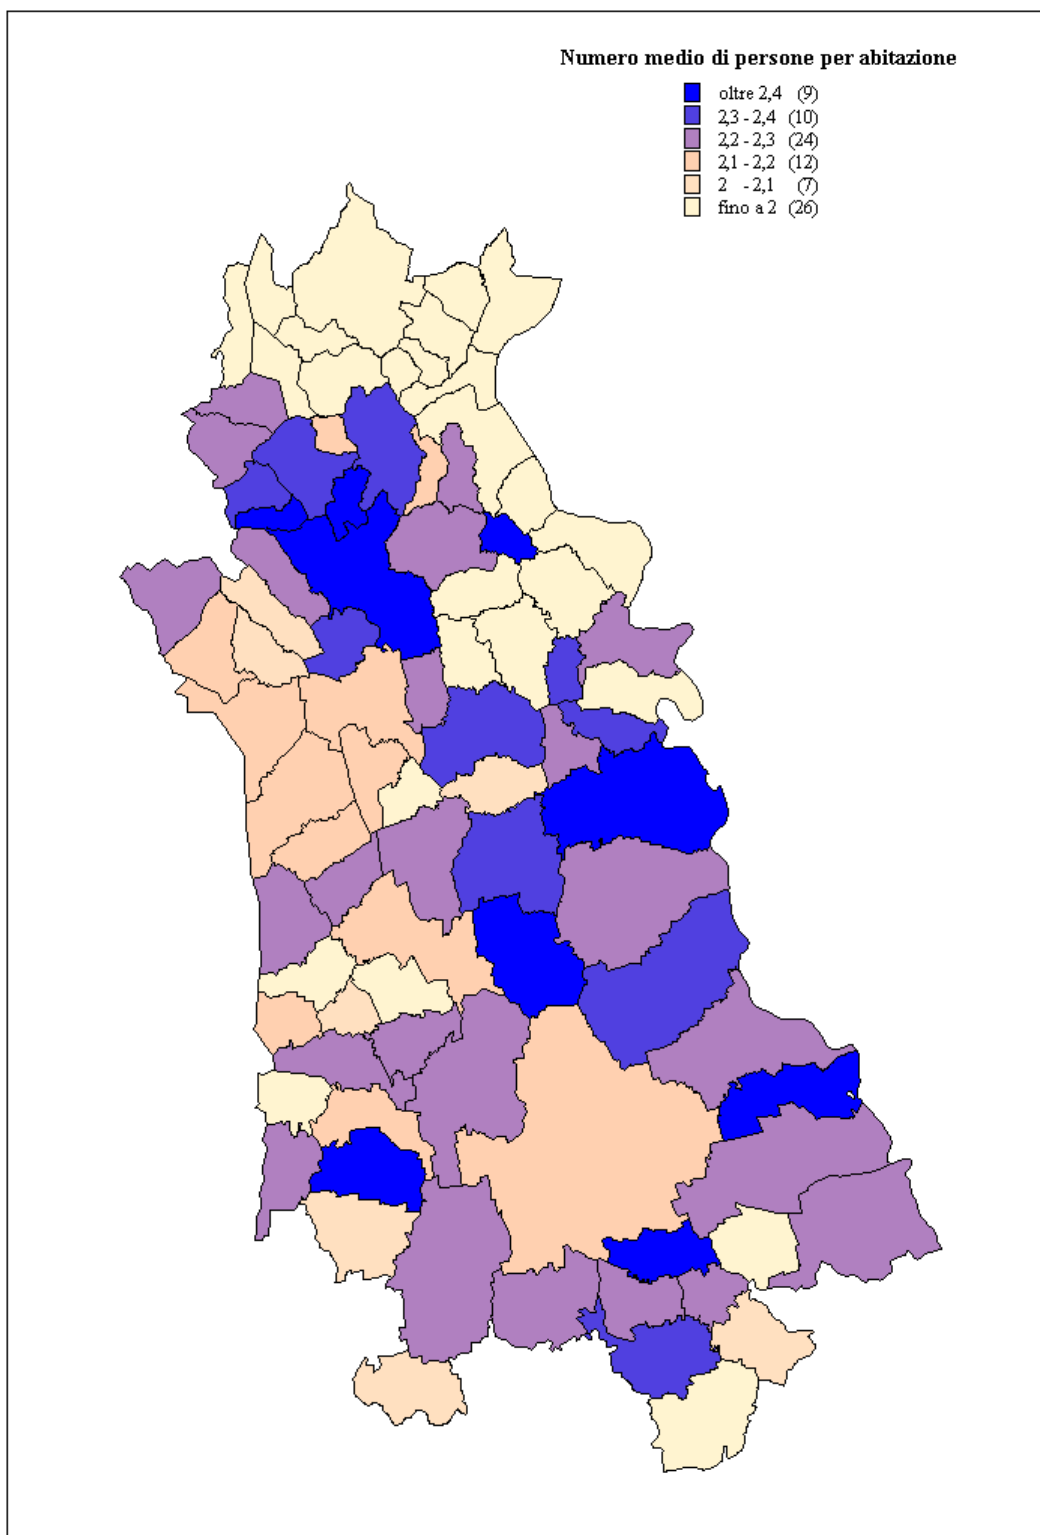 Numero medio di persone per abitazione
oltre 2,4 (9)
2,3 - 2,4 (10)
2,2 - 2,3 (24)
2,1 - 2,2 (12)
2 - 2,1 (7)
fino a 2 (26)